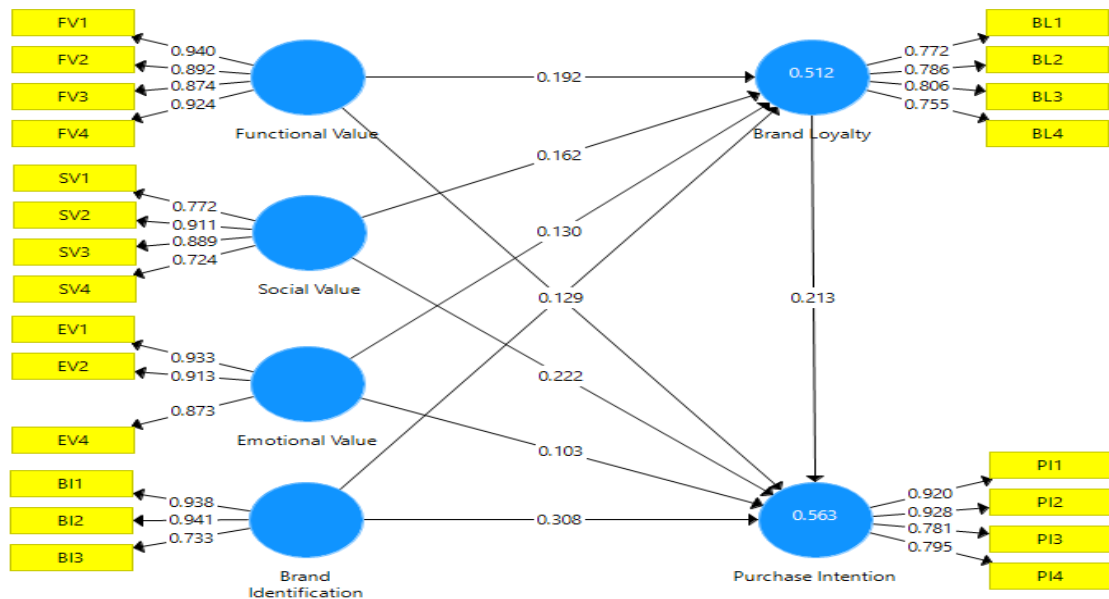 FV1
FV2
FV3
FV4
0.940
0.892
0.874
0.924
Functional Value
SV1
SV2
SV3
SV4
0.772
0.911
0.889
0.724
Social Value
EV1
EV2
EV4
0.933
0.913
0.873
Emotional Value
BI1
BI2
BI3
0.938
0.941
0.733
Brand
Identification
0.192
0.162
0.130
0.129
0.222
0.103
0.308
0.213
0.512
Brand Loyalty
0.772
0.786
0.806
0.755
BL1
BL2
BL3
BL4
0.563
Purchase Intention
0.920
0.928
0.781
0.795
PI1
PI2
PI3
PI4